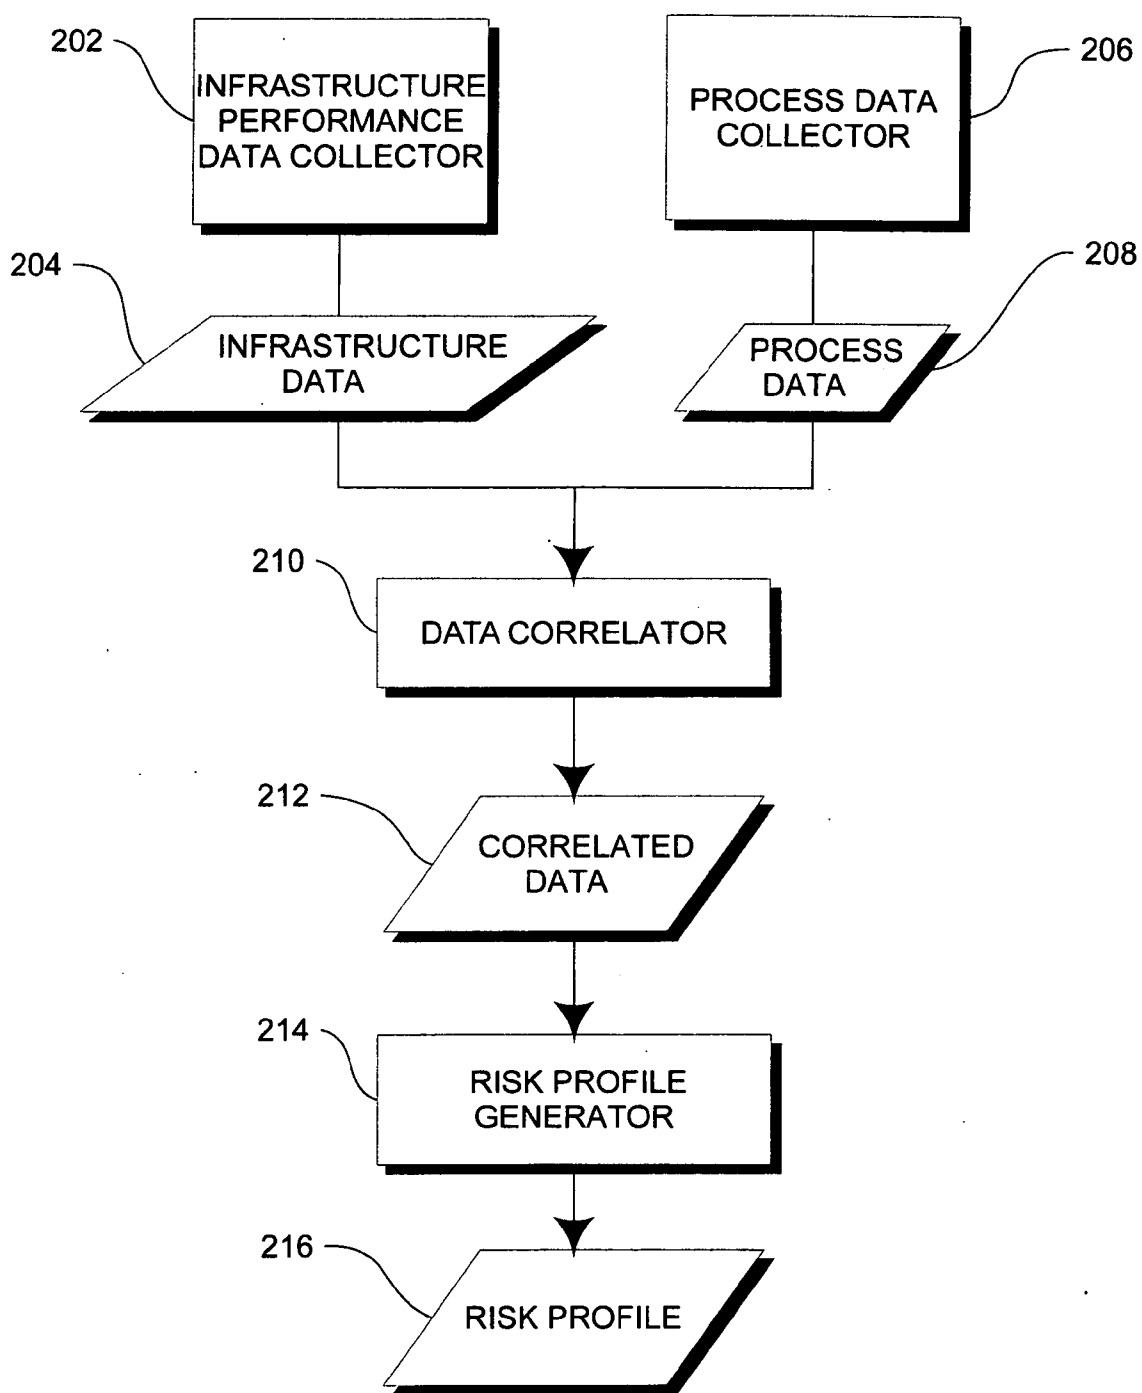 202
INFRASTRUCTURE
PERFORMANCE
DATA COLLECTOR
PROCESS DATA
COLLECTOR
206
204
INFRASTRUCTURE
DATA
PROCESS
DATA
208
210
DATA CORRELATOR
212
CORRELATED
DATA
214
RISK PROFILE
GENERATOR
216
RISK PROFILE